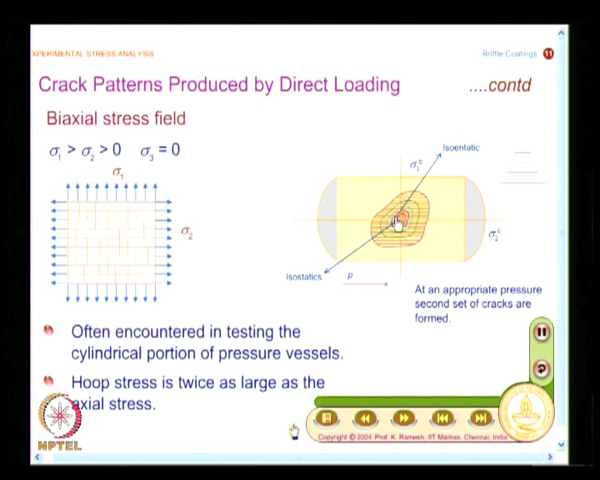 XPERIMENTAL STRESS ANALYSIS
Brittle Coatings 11
Crack Patterns Produced by Direct Loading ....contd
Biaxial stress field
σ1 > σ2 > 0 σ3 = 0
σ1
σ2
Isoentatic
σ1c
σ2c
Isostatics
p
At an appropriate pressure
second set of cracks are
formed.
Often encountered in testing the
cylindrical portion of pressure vessels.
Hoop stress is twice as large as the
axial stress.
NPTEL
Copyright © 2004 Prof. K. Ramesh, IIT Madras, Chennai, India